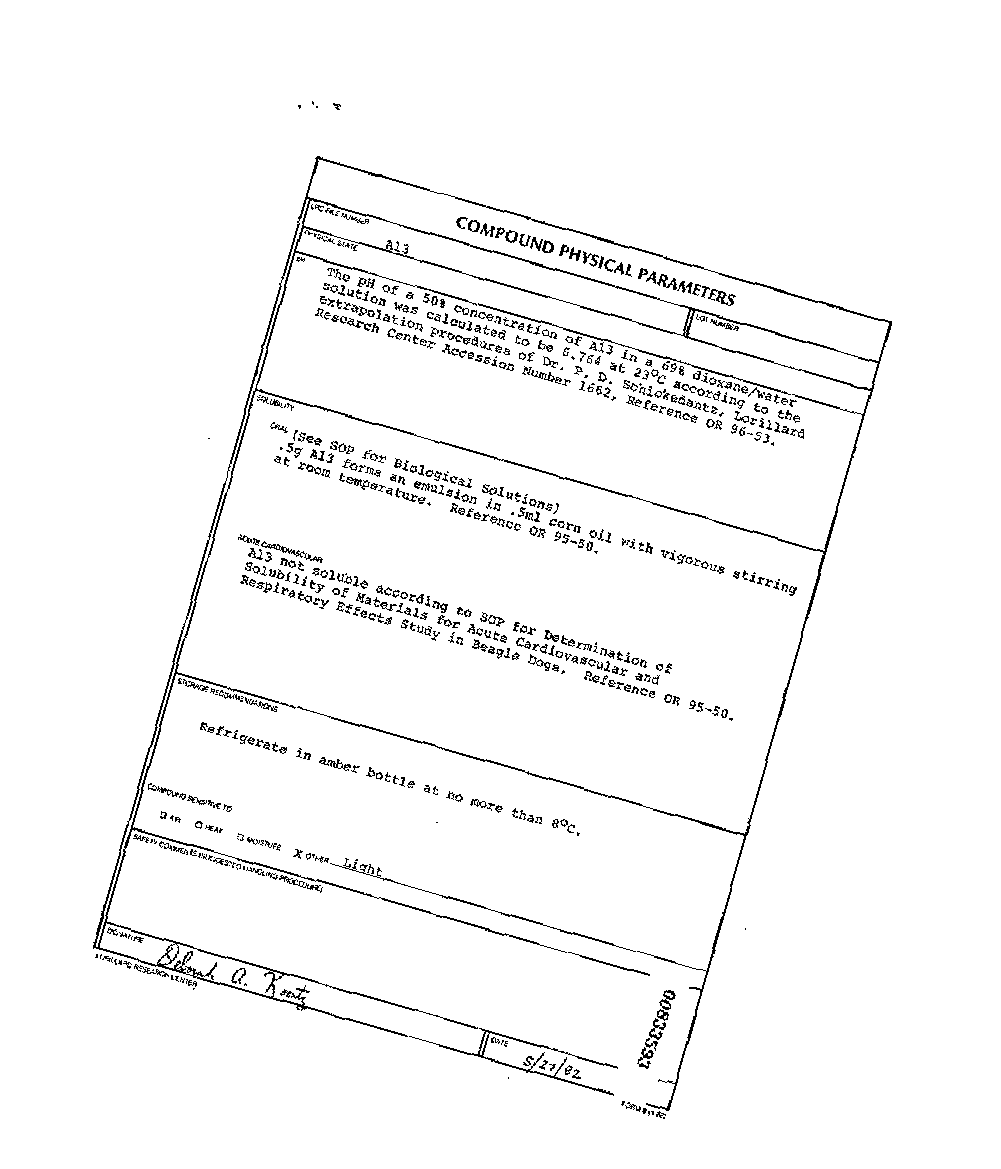 COMPOUND PHYSICAL PARAMETERS
LRC FILE NUMBER
A13
LOT NUMBER
PHYSICAL STATE
PH
The pH of a 50% concentration of A13 in a 69% dioxane/water
solution was calculated to be 6.764 at 23°C according to the
extrapolation procedures of Dr. P. D. Schickedantz, Lorillard
Research Center Accession Number 1662, Reference OR 96-53.
SOLUBILITY
ORAL (See SOP for Biological Solutions)
.5g A13 forms an emulsion in .5ml corn oil with vigorous stirring
at room temperature. Reference OR 95-50.
ACUTE CARDIOVASCULAR
A13 not soluble according to SOP for Determination of
Solubility of Materials for Acute Cardiovascular and
Respiratory Effects Study in Beagle Dogs. Reference OR 95-50.
STORAGE RECOMMENDATIONS
Refrigerate in amber bottle at no more than 8°C.
COMPOUND SENSITIVE TO
AIR HEAT MOISTURE X OTHER Light
SAFETY COMMENTS (SUGGESTED HANDLING PROCEDURE)
SIGNATURE
Deborah A. Koontz
DATE
5/27/82
RESEARCH CENTER
00833593